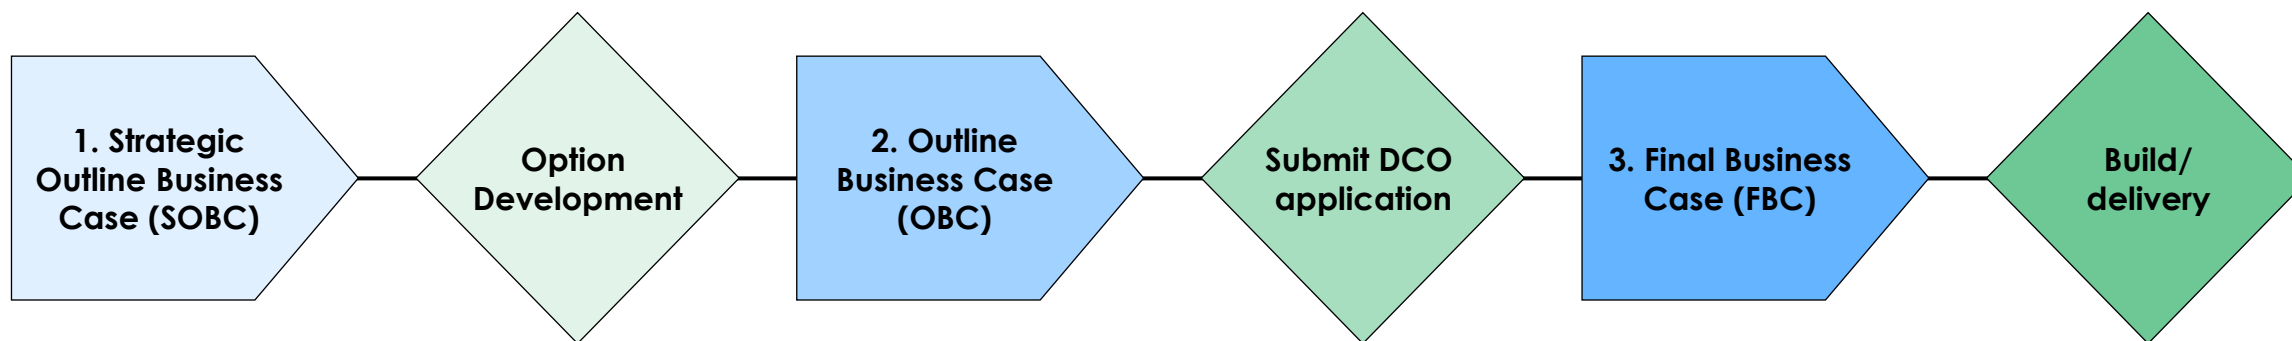 1. Strategic
Outline Business
Case (SOBC)
Option
Development
2. Outline
Business Case
(OBC)
Submit DCO
application
3. Final Business
Case (FBC)
Build/
delivery